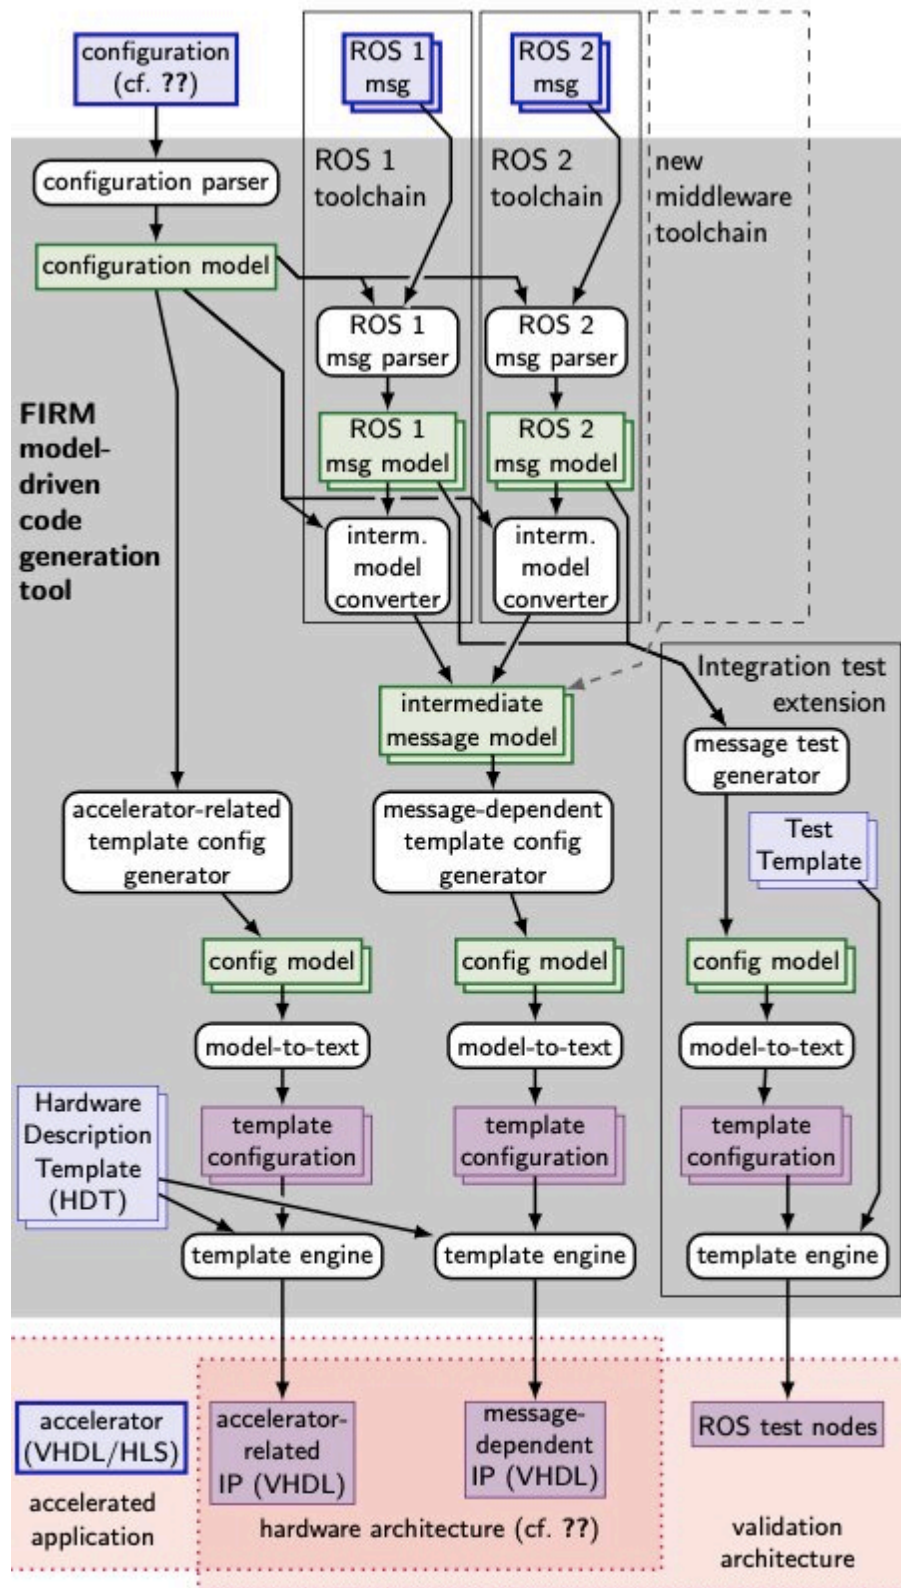 configuration
(cf. ??)
ROS 1
msg
ROS 2
msg
configuration parser
ROS 1
toolchain
ROS 2
toolchain
new
middleware
toolchain
configuration model
ROS 1
msg parser
ROS 2
msg parser
FIRM
model-
driven
code
generation
tool
ROS 1
msg model
ROS 2
msg model
interm.
model
converter
interm.
model
converter
Integration test
extension
intermediate
message model
message test
generator
accelerator-related
template config
generator
message-dependent
template config
generator
Test
Template
config model
config model
config model
model-to-text
model-to-text
model-to-text
Hardware
Description
Template
(HDT)
template
configuration
template
configuration
template
configuration
template engine
template engine
template engine
accelerator
(VHDL/HLS)
accelerator-
related
IP (VHDL)
message-
dependent
IP (VHDL)
ROS test nodes
accelerated
application
hardware architecture (cf. ??)
validation
architecture